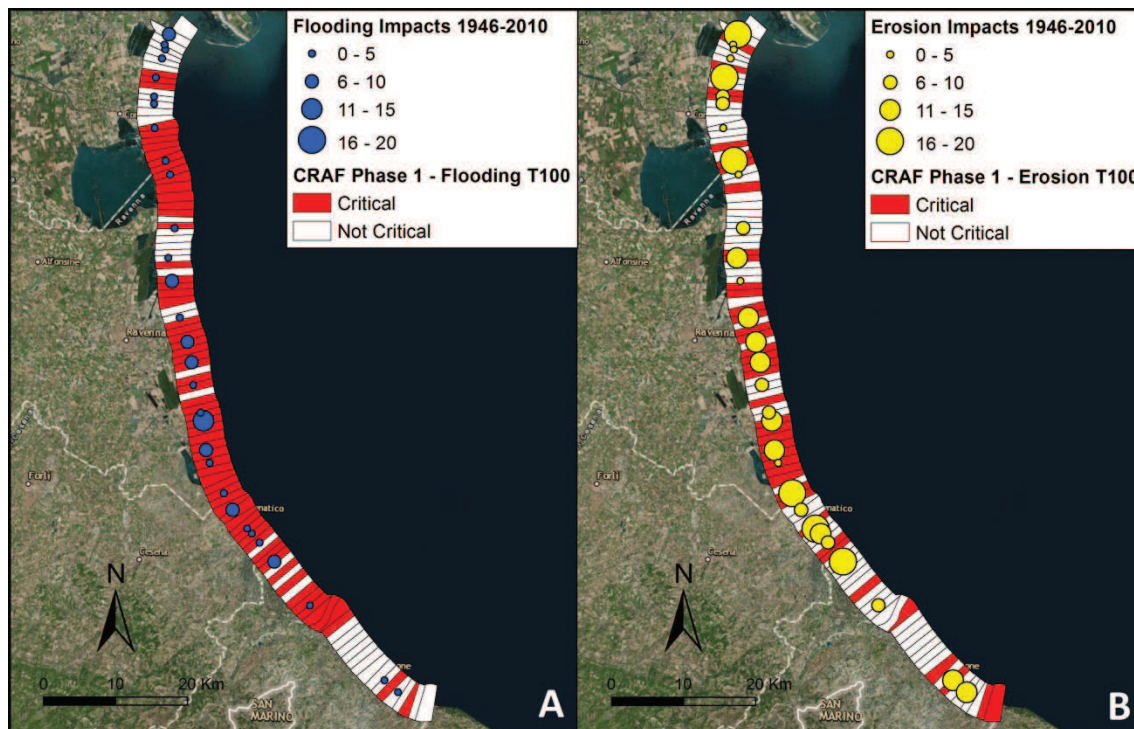 Flooding Impacts 1946-2010
0 - 5
6 - 10
11 - 15
16 - 20
CRAF Phase 1 - Flooding T100
Critical
Not Critical
Ravenna
Alfonsine
Ravenna
Forlì
Cesena
N
0 10 20 Km
SAN
MARINO
A
Erosion Impacts 1946-2010
0 - 5
6 - 10
11 - 15
16 - 20
CRAF Phase 1 - Erosion T100
Critical
Not Critical
Ravenna
Alfonsine
Ravenna
Forlì
Cesena
N
0 10 20 Km
SAN
MARINO
B